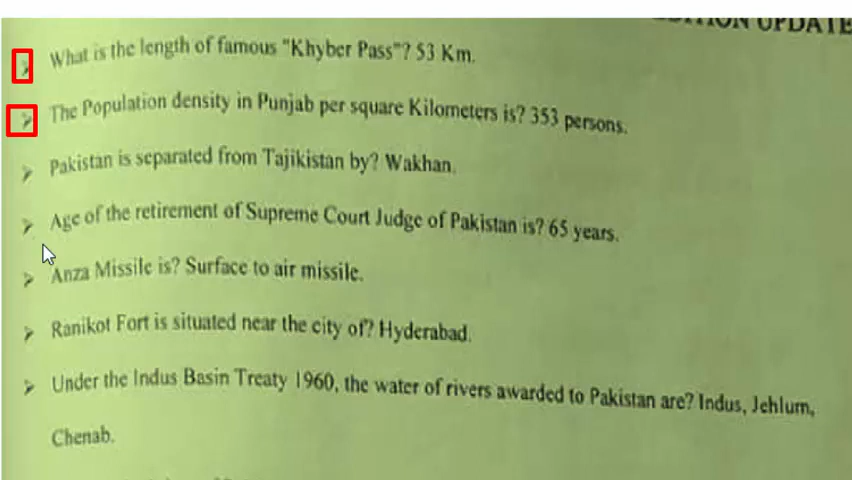 EDITION UPDATE
What is the length of famous "Khyber Pass"? 53 Km.
The Population density in Punjab per square Kilometers is? 353 persons.
Pakistan is separated from Tajikistan by? Wakhan.
Age of the retirement of Supreme Court Judge of Pakistan is? 65 years.
Anza Missile is? Surface to air missile.
Ranikot Fort is situated near the city of? Hyderabad.
Under the Indus Basin Treaty 1960, the water of rivers awarded to Pakistan are? Indus, Jehlum,
Chenab.